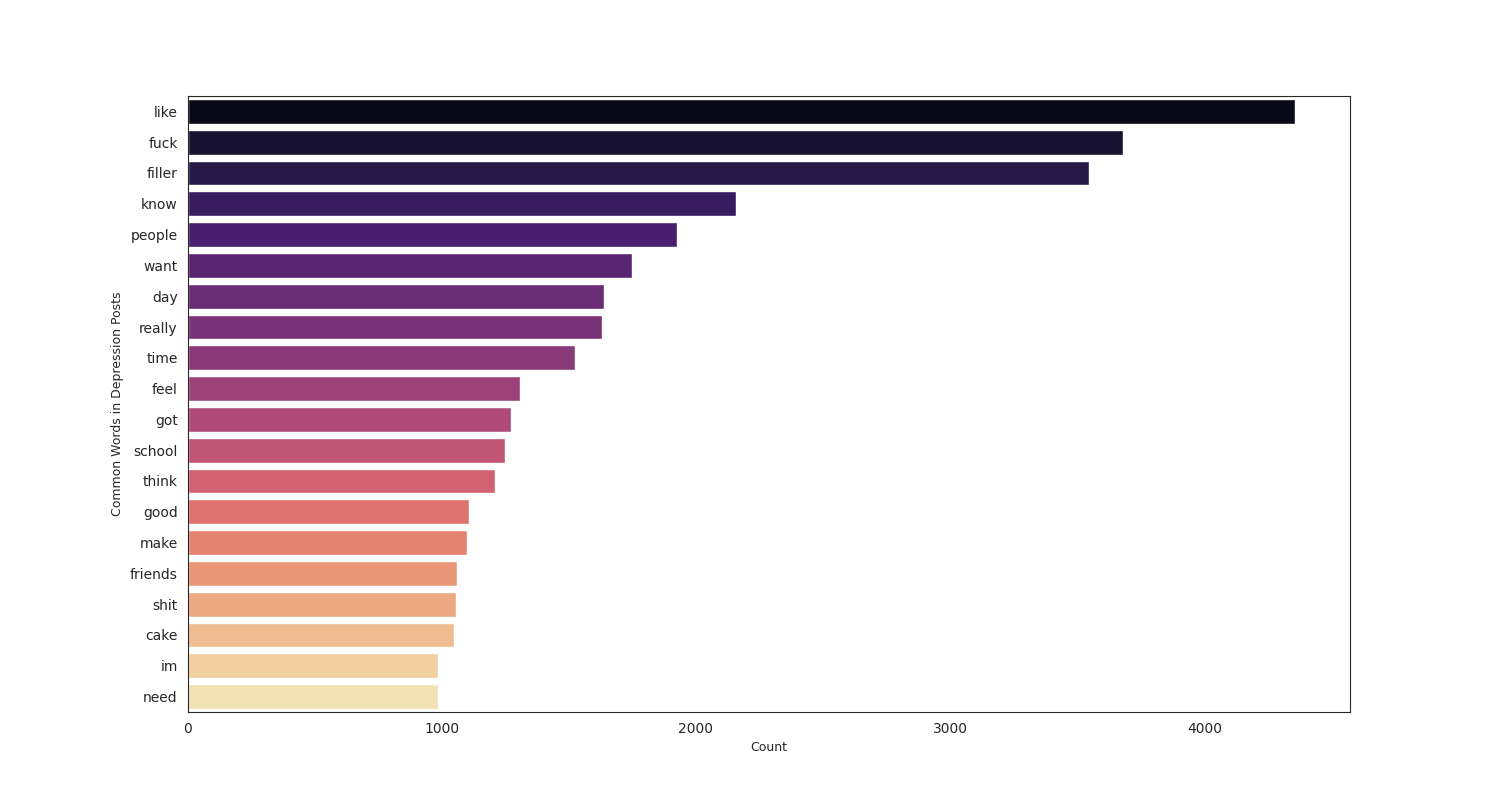 like
fuck
filler
know
people
want
day
really
time
feel
got
school
think
good
make
friends
shit
cake
im
need
Common Words in Depression Posts
0 1000 2000 3000 4000
Count